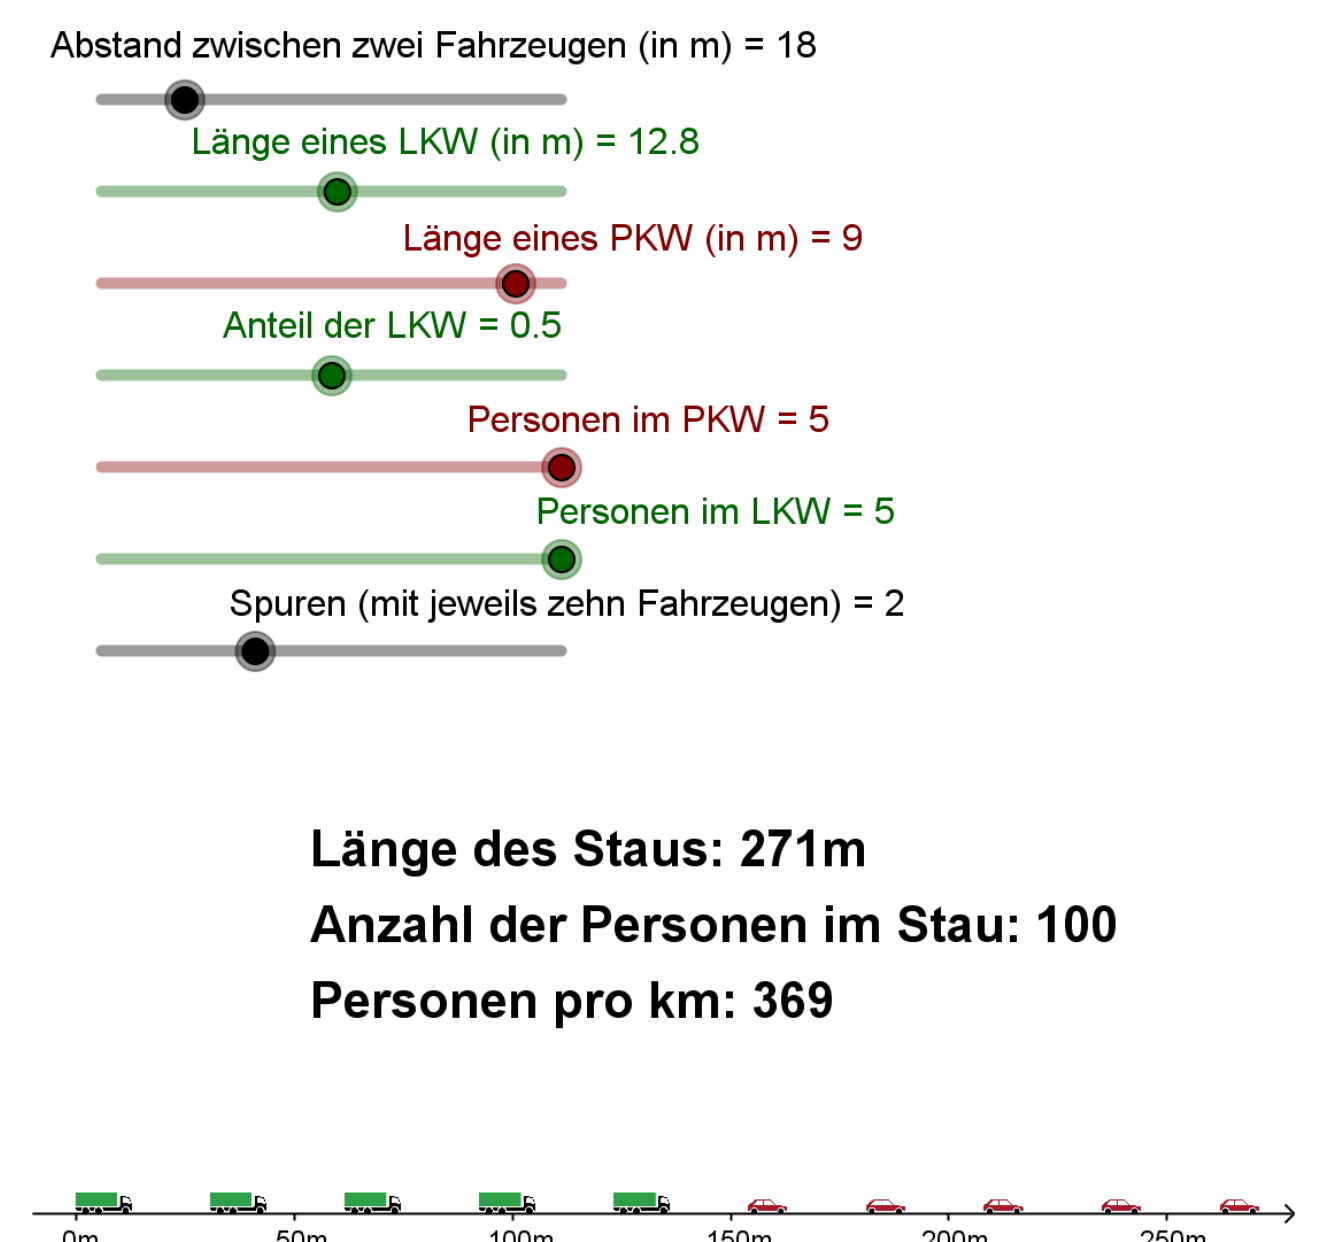 Abstand zwischen zwei Fahrzeugen (in m) = 18
Länge eines LKW (in m) = 12.8
Länge eines PKW (in m) = 9
Anteil der LKW = 0.5
Personen im PKW = 5
Personen im LKW = 5
Spuren (mit jeweils zehn Fahrzeugen) = 2
Länge des Staus: 271m
Anzahl der Personen im Stau: 100
Personen pro km: 369
0m 50m 100m 150m 200m 250m